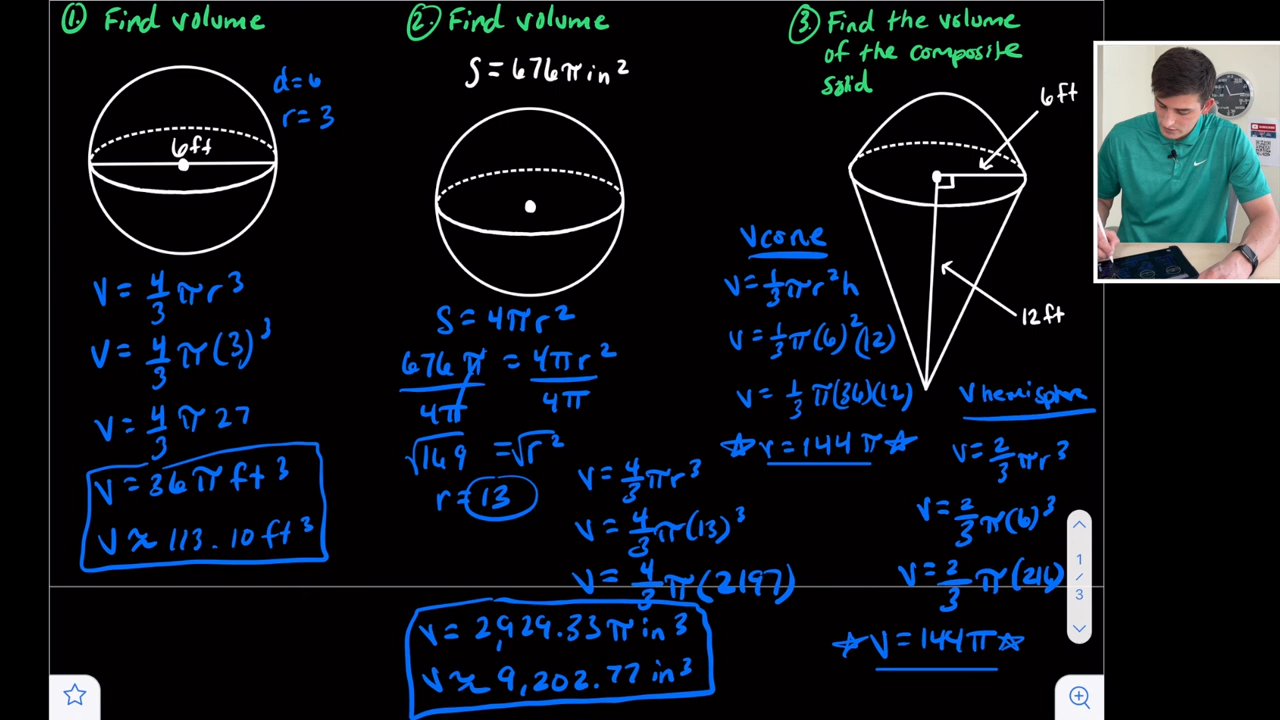 1. Find volume
d=6
r=3
6ft
V = 4/3 πr³
V = 4/3 π(3)³
V = 4/3 π 27
V = 36π ft³
V ≈ 113.10 ft³
2. Find volume
S = 676π in²
S = 4πr²
676π/4π = 4πr²/4π
√169 = √r²
r = 13
V = 4/3 πr³
V = 4/3 π(13)³
V = 4/3 π(2197)
V = 2,929.33π in³
V ≈ 9,202.77 in³
3. Find the volume
of the composite
solid
6ft
12ft
Vcone
V = 1/3 πr²h
V = 1/3 π(6)²(12)
V = 1/3 π(36)(12)
☆ V = 144π ☆
Vhemisphere
V = 2/3 πr³
V = 2/3 π(6)³
V = 2/3 π(216)
☆ V = 144π ☆
1
/
3